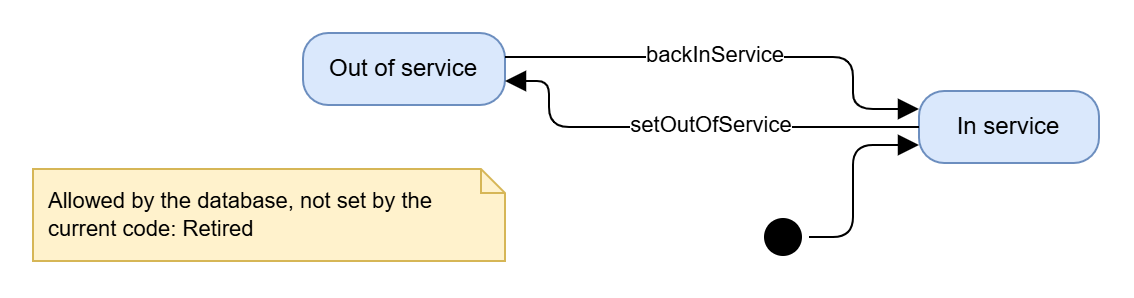 backInService
Out of service
setOutOfService
In service
Allowed by the database, not set by the
current code: Retired